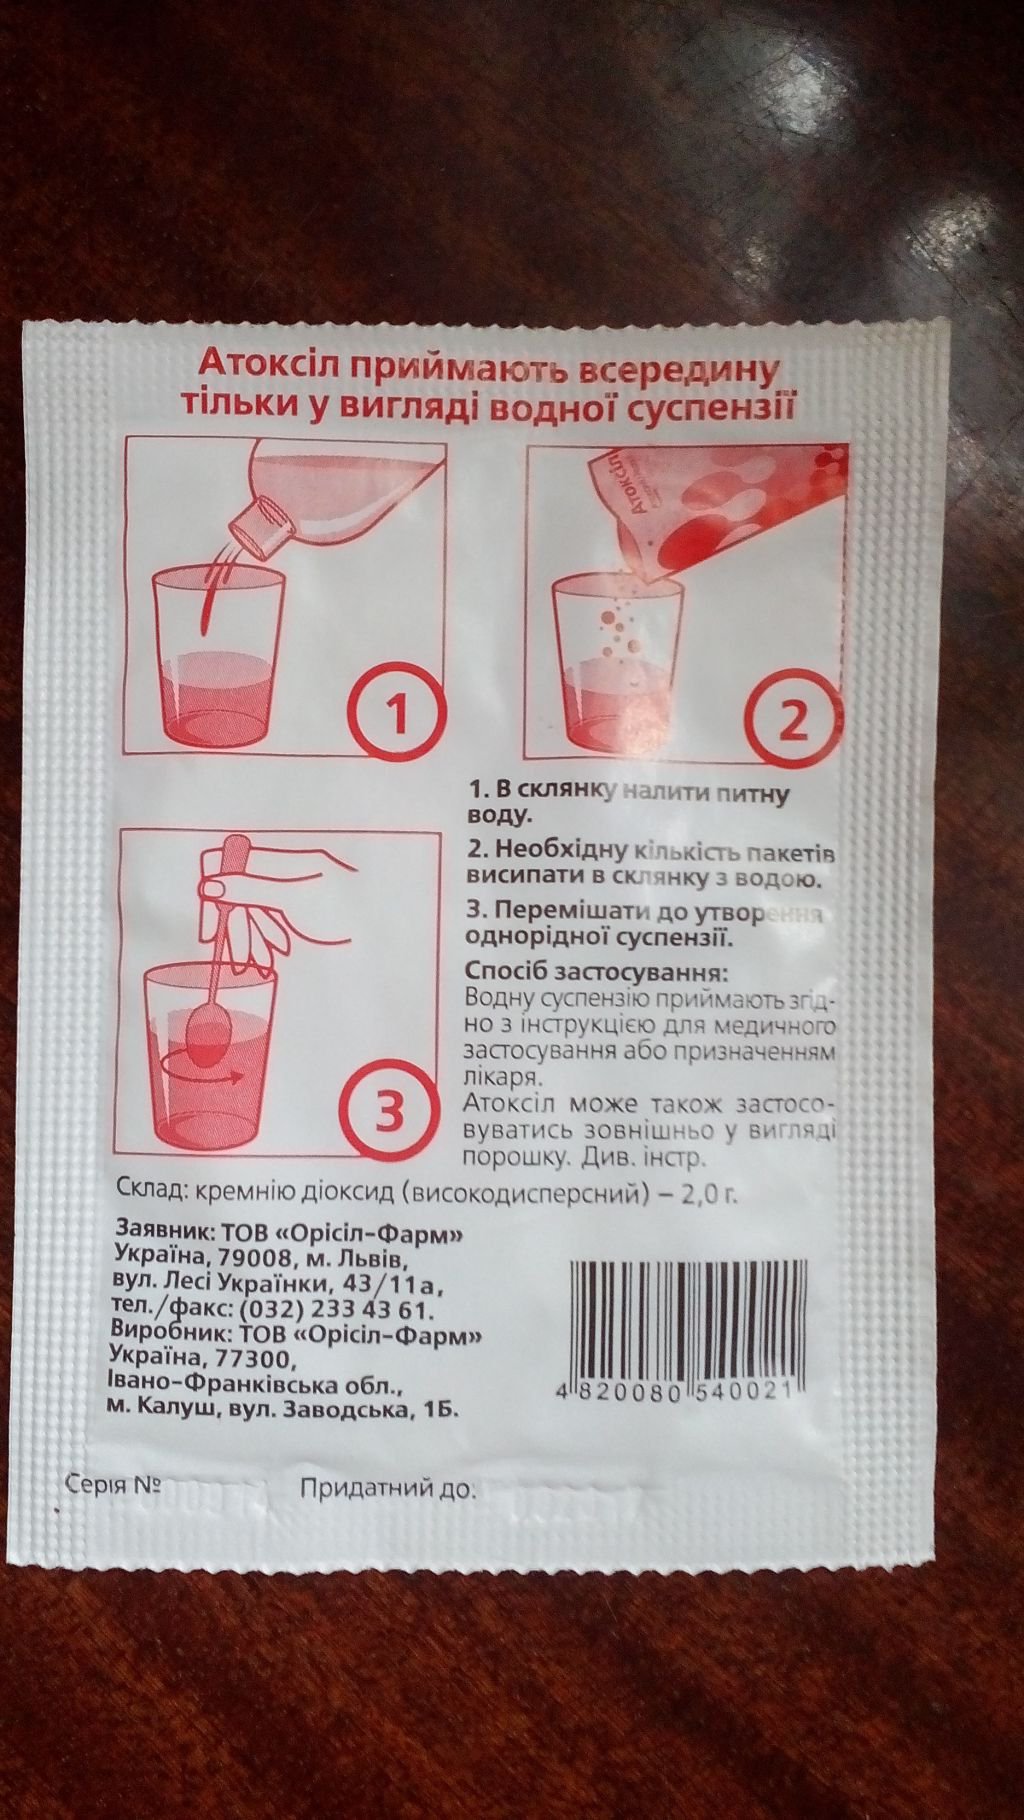 Атоксіл приймають всередину
тільки у вигляді водної суспензії
Атоксіл
1
2
1. В склянку налити питну
воду.
2. Необхідну кількість пакетів
висипати в склянку з водою.
3. Перемішати до утворення
однорідної суспензії.
3
Спосіб застосування:
Водну суспензію приймають згід-
но з інструкцією для медичного
застосування або призначенням
лікаря.
Атоксіл може також застосо-
вуватись зовнішньо у вигляді
порошку. Див. інстр.
Склад: кремнію діоксид (високодисперсний) – 2,0 г.
Заявник: ТОВ «Орісіл-Фарм»
Україна, 79008, м. Львів,
вул. Лесі Українки, 43/11а,
тел./факс: (032) 233 43 61.
Виробник: ТОВ «Орісіл-Фарм»
Україна, 77300,
Івано-Франківська обл.,
м. Калуш, вул. Заводська, 1Б.
4 820080 540021
Серія № Придатний до: